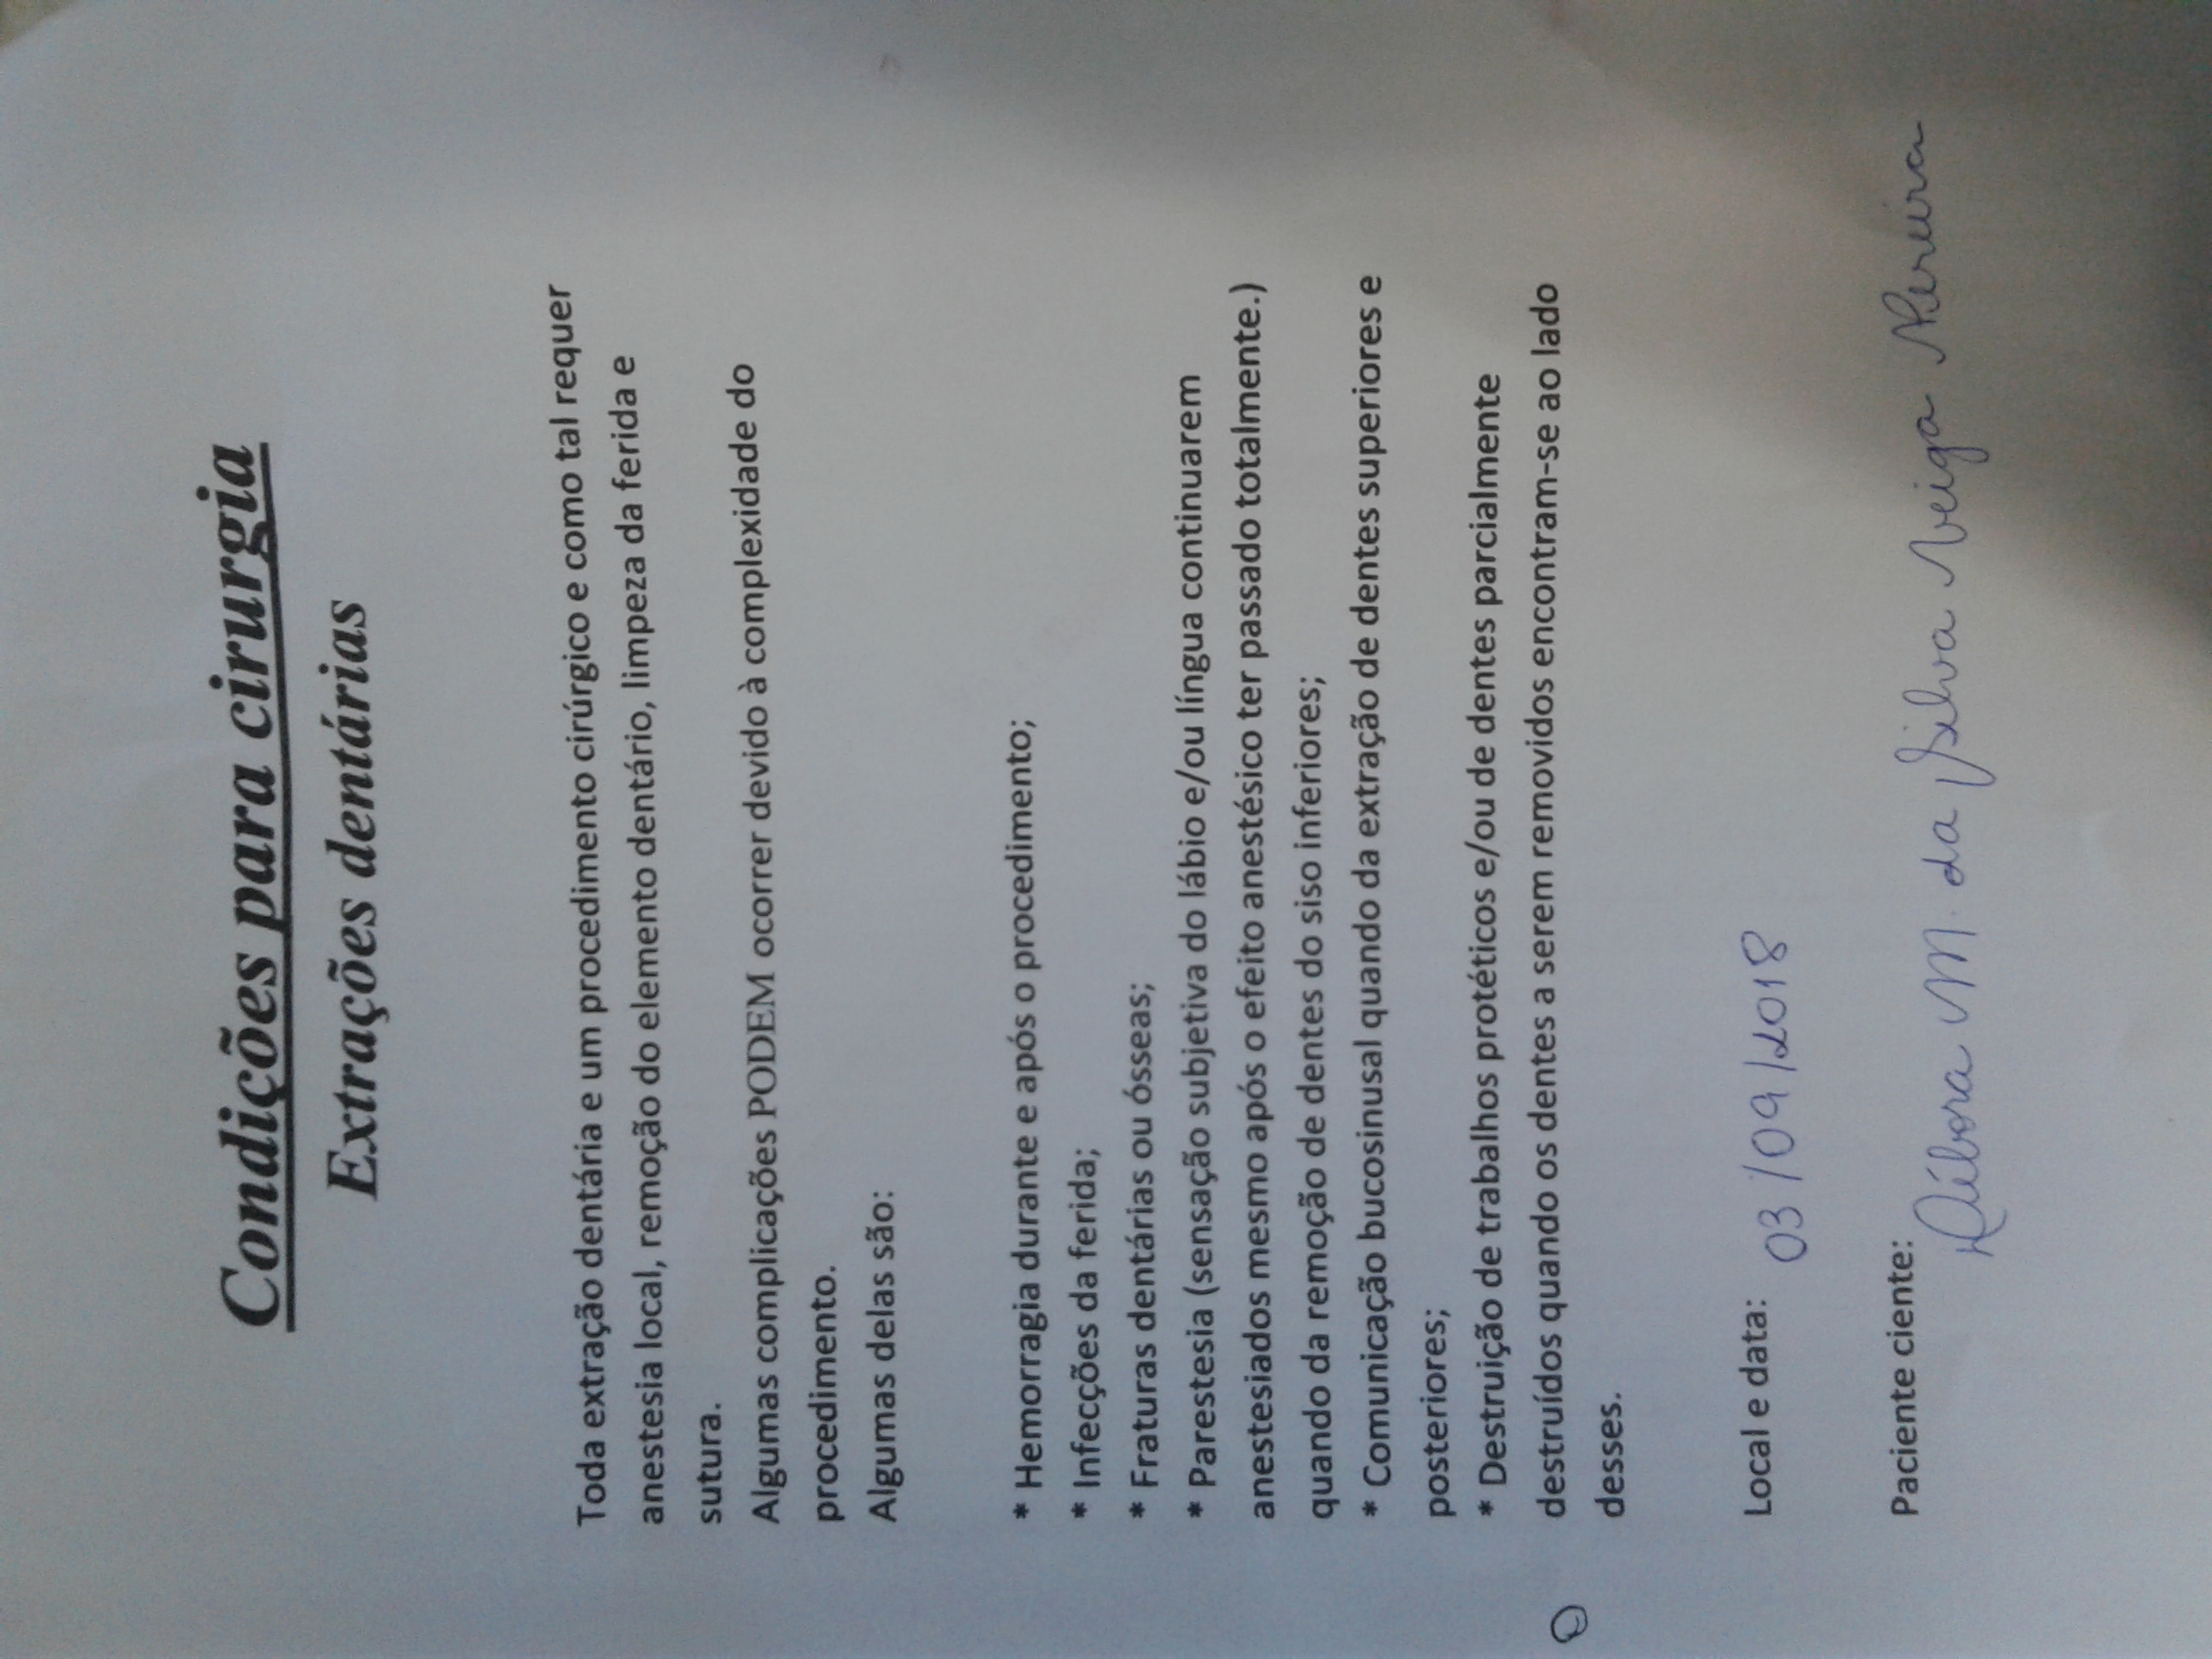 Condições para cirurgia
Extrações dentárias
Toda extração dentária e um procedimento cirúrgico e como tal requer
anestesia local, remoção do elemento dentário, limpeza da ferida e
sutura.
Algumas complicações PODEM ocorrer devido à complexidade do
procedimento.
Algumas delas são:
* Hemorragia durante e após o procedimento;
* Infecções da ferida;
* Fraturas dentárias ou ósseas;
* Parestesia (sensação subjetiva do lábio e/ou língua continuarem
anestesiados mesmo após o efeito anestésico ter passado totalmente.)
quando da remoção de dentes do siso inferiores;
* Comunicação bucosinusal quando da extração de dentes superiores e
posteriores;
* Destruição de trabalhos protéticos e/ou de dentes parcialmente
destruídos quando os dentes a serem removidos encontram-se ao lado
desses.
Local e data: 03/09/2018
Paciente ciente:
Débora M. da Silva Veiga Pereira